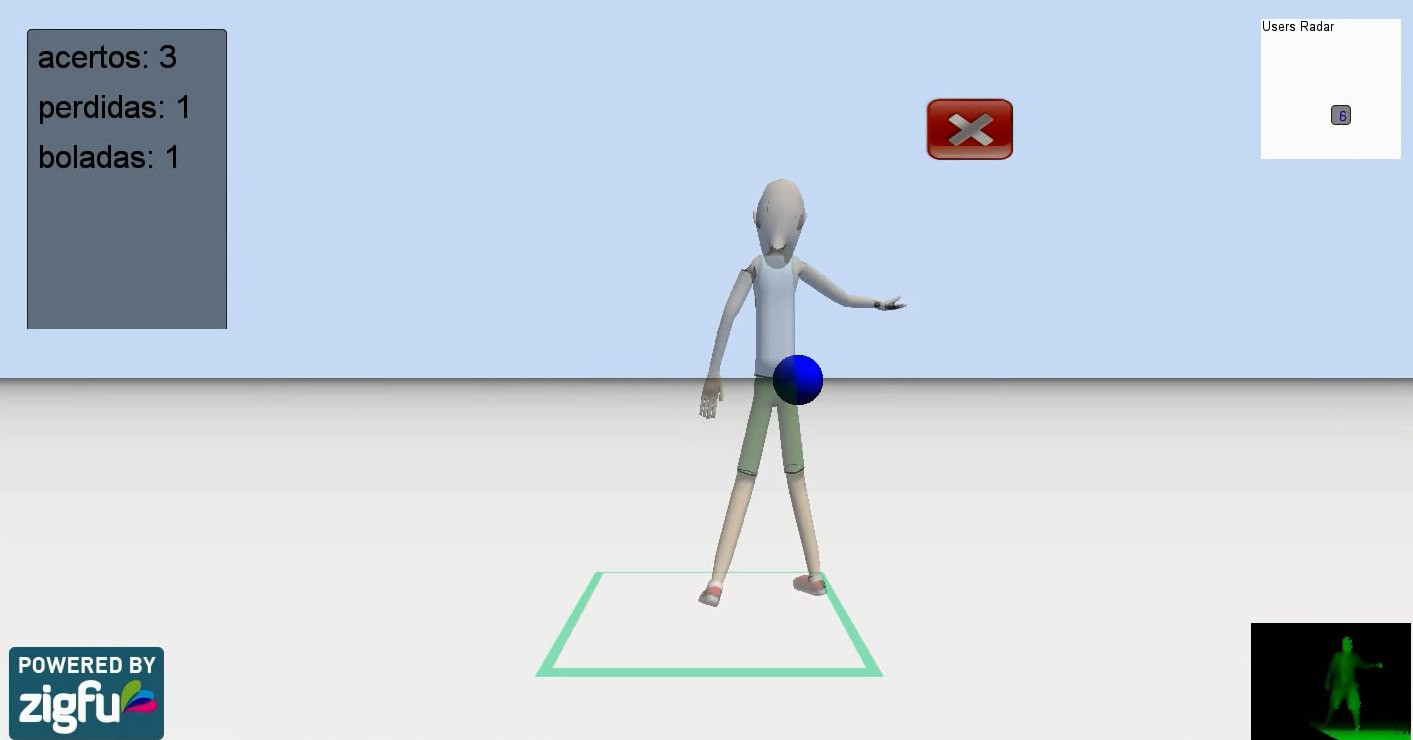 acertos: 3
perdidas: 1
boladas: 1
Users Radar
6
POWERED BY
zigfu